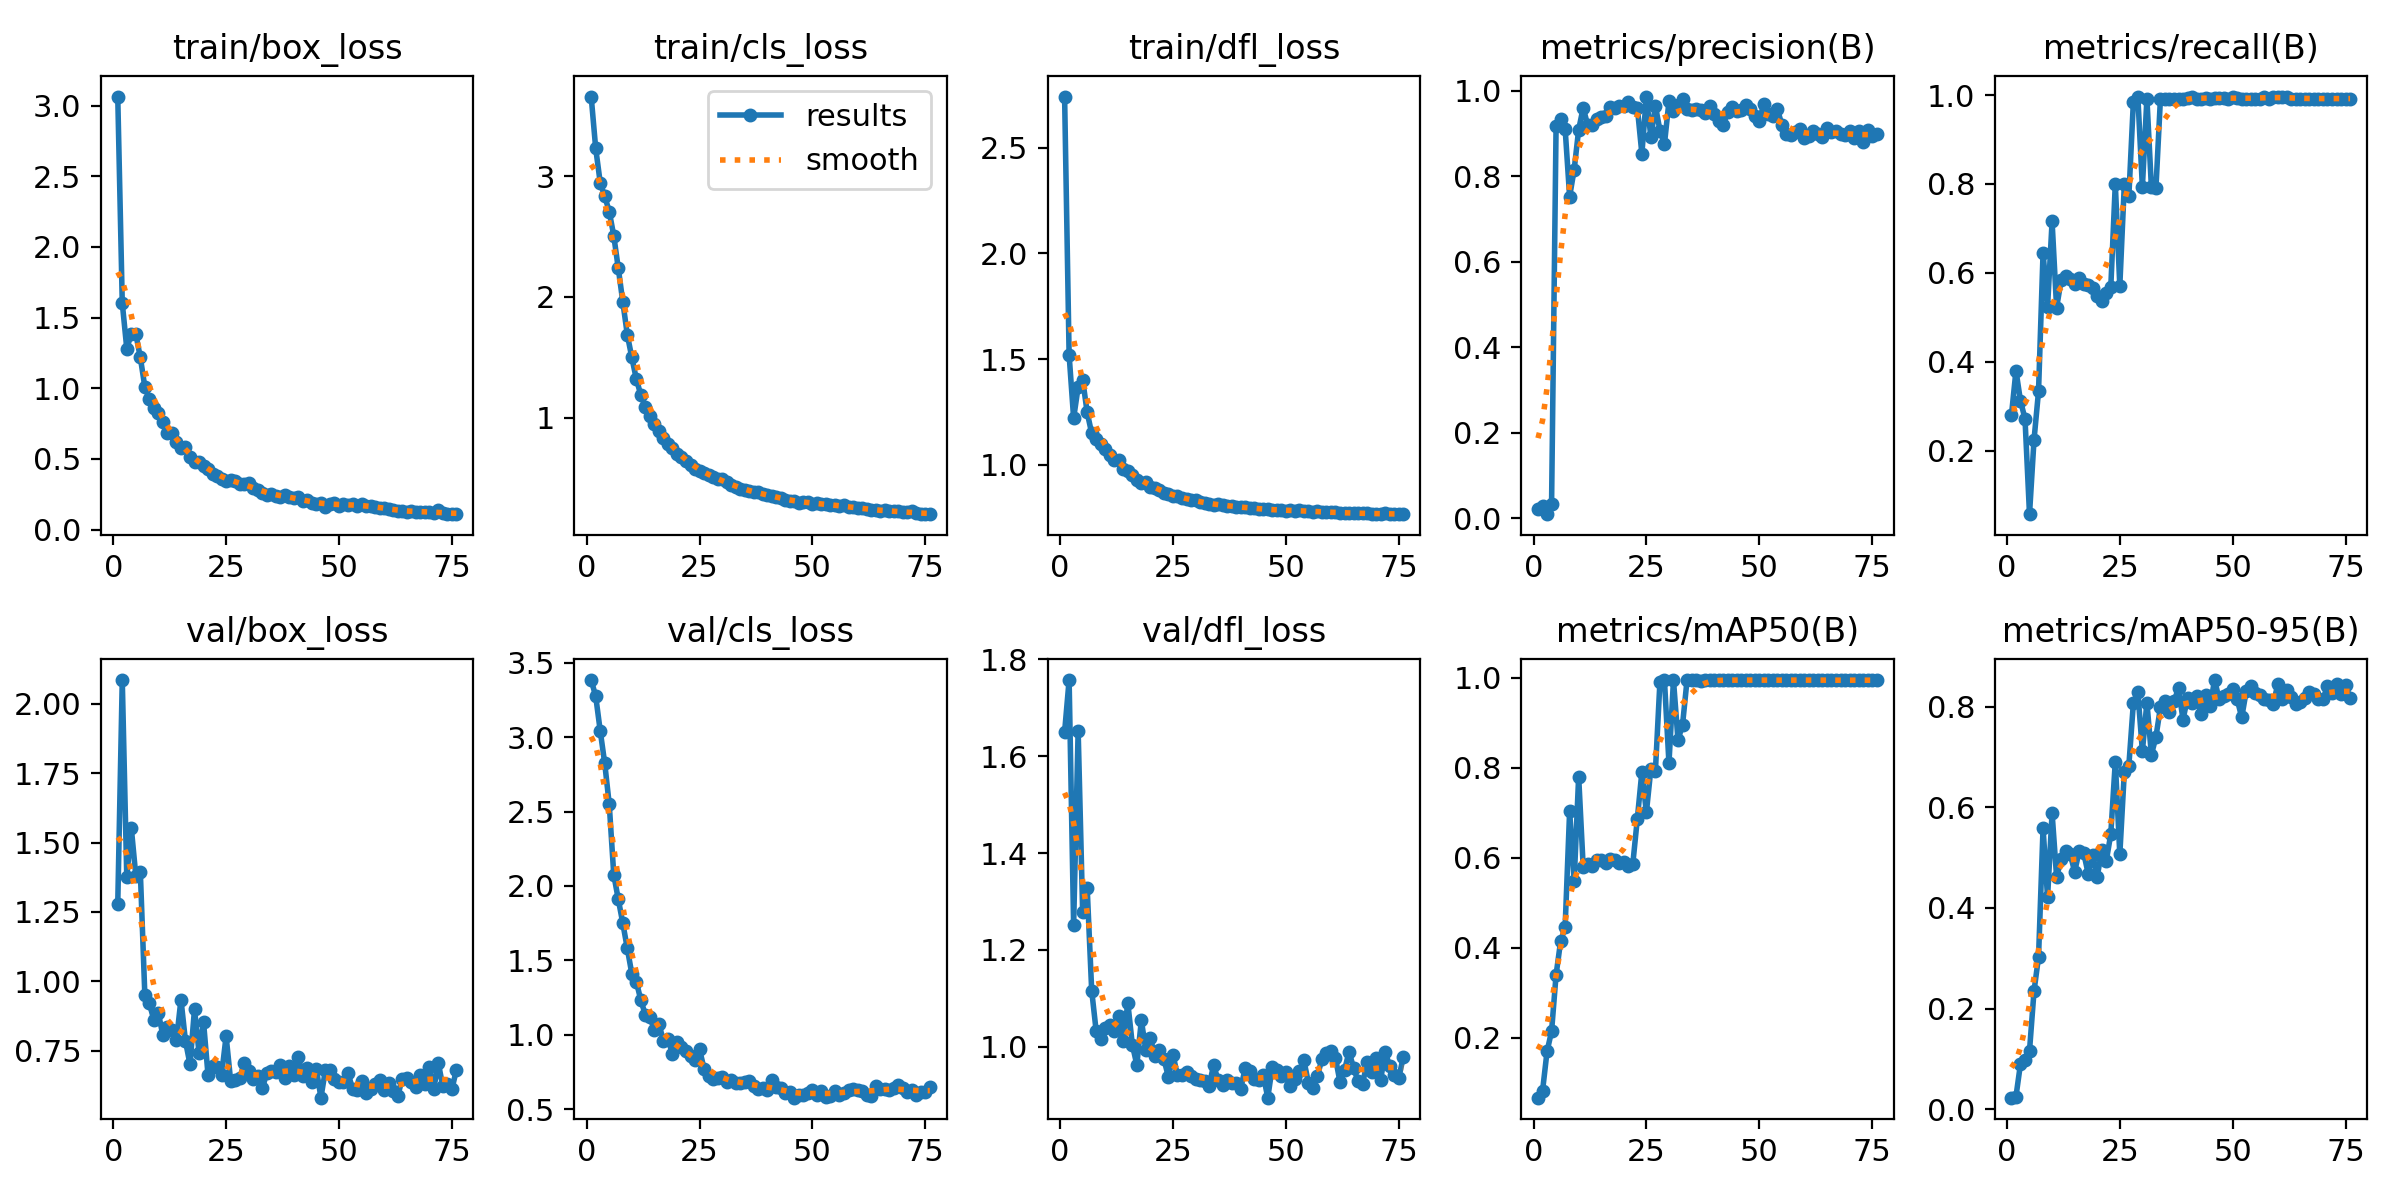 train/box_loss
3.0
2.5
2.0
1.5
1.0
0.5
0.0
0 25 50 75
train/cls_loss
results
smooth
3
2
1
0 25 50 75
train/dfl_loss
2.5
2.0
1.5
1.0
0 25 50 75
metrics/precision(B)
1.0
0.8
0.6
0.4
0.2
0.0
0 25 50 75
metrics/recall(B)
1.0
0.8
0.6
0.4
0.2
0 25 50 75
val/box_loss
2.00
1.75
1.50
1.25
1.00
0.75
0 25 50 75
val/cls_loss
3.5
3.0
2.5
2.0
1.5
1.0
0.5
0 25 50 75
val/dfl_loss
1.8
1.6
1.4
1.2
1.0
0 25 50 75
metrics/mAP50(B)
1.0
0.8
0.6
0.4
0.2
0 25 50 75
metrics/mAP50-95(B)
0.8
0.6
0.4
0.2
0.0
0 25 50 75